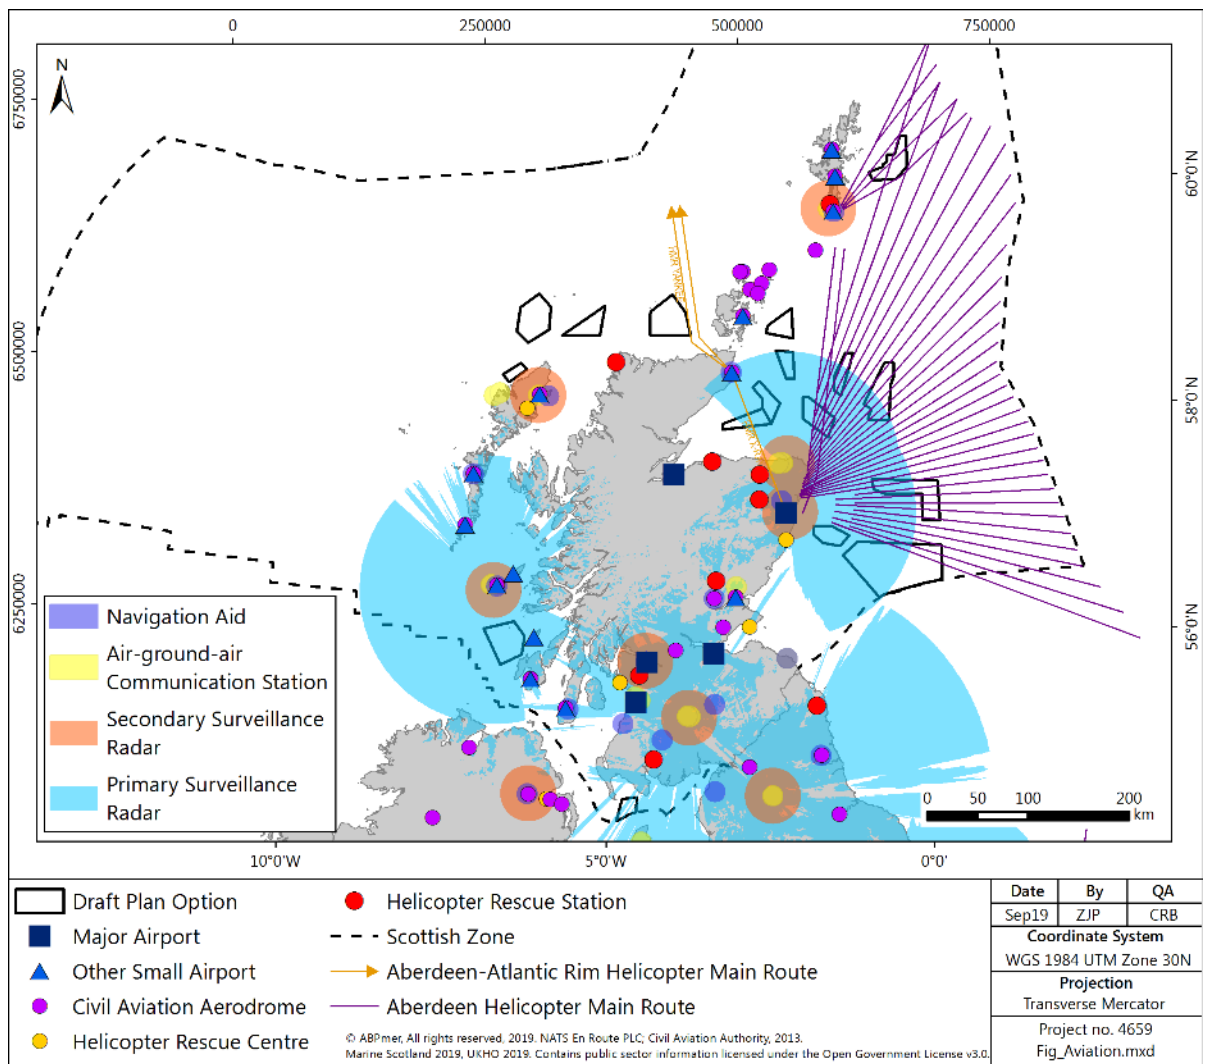 0
250000
500000
750000
N
6750000
6500000
6250000
60°0'N
58°0'N
56°0'N
10°0'W
5°0'W
0°0'
Navigation Aid
Air-ground-air
Communication Station
Secondary Surveillance
Radar
Primary Surveillance
Radar
0 50 100 200
km
Draft Plan Option
Major Airport
Other Small Airport
Civil Aviation Aerodrome
Helicopter Rescue Centre
Helicopter Rescue Station
Scottish Zone
Aberdeen-Atlantic Rim Helicopter Main Route
Aberdeen Helicopter Main Route
© ABPmer, All rights reserved, 2019. NATS En Route PLC; Civil Aviation Authority, 2013.
Marine Scotland 2019, UKHO 2019. Contains public sector information licensed under the Open Government License v3.0.
Date By QA
Sep19 ZJP CRB
Coordinate System
WGS 1984 UTM Zone 30N
Projection
Transverse Mercator
Project no. 4659
Fig_Aviation.mxd